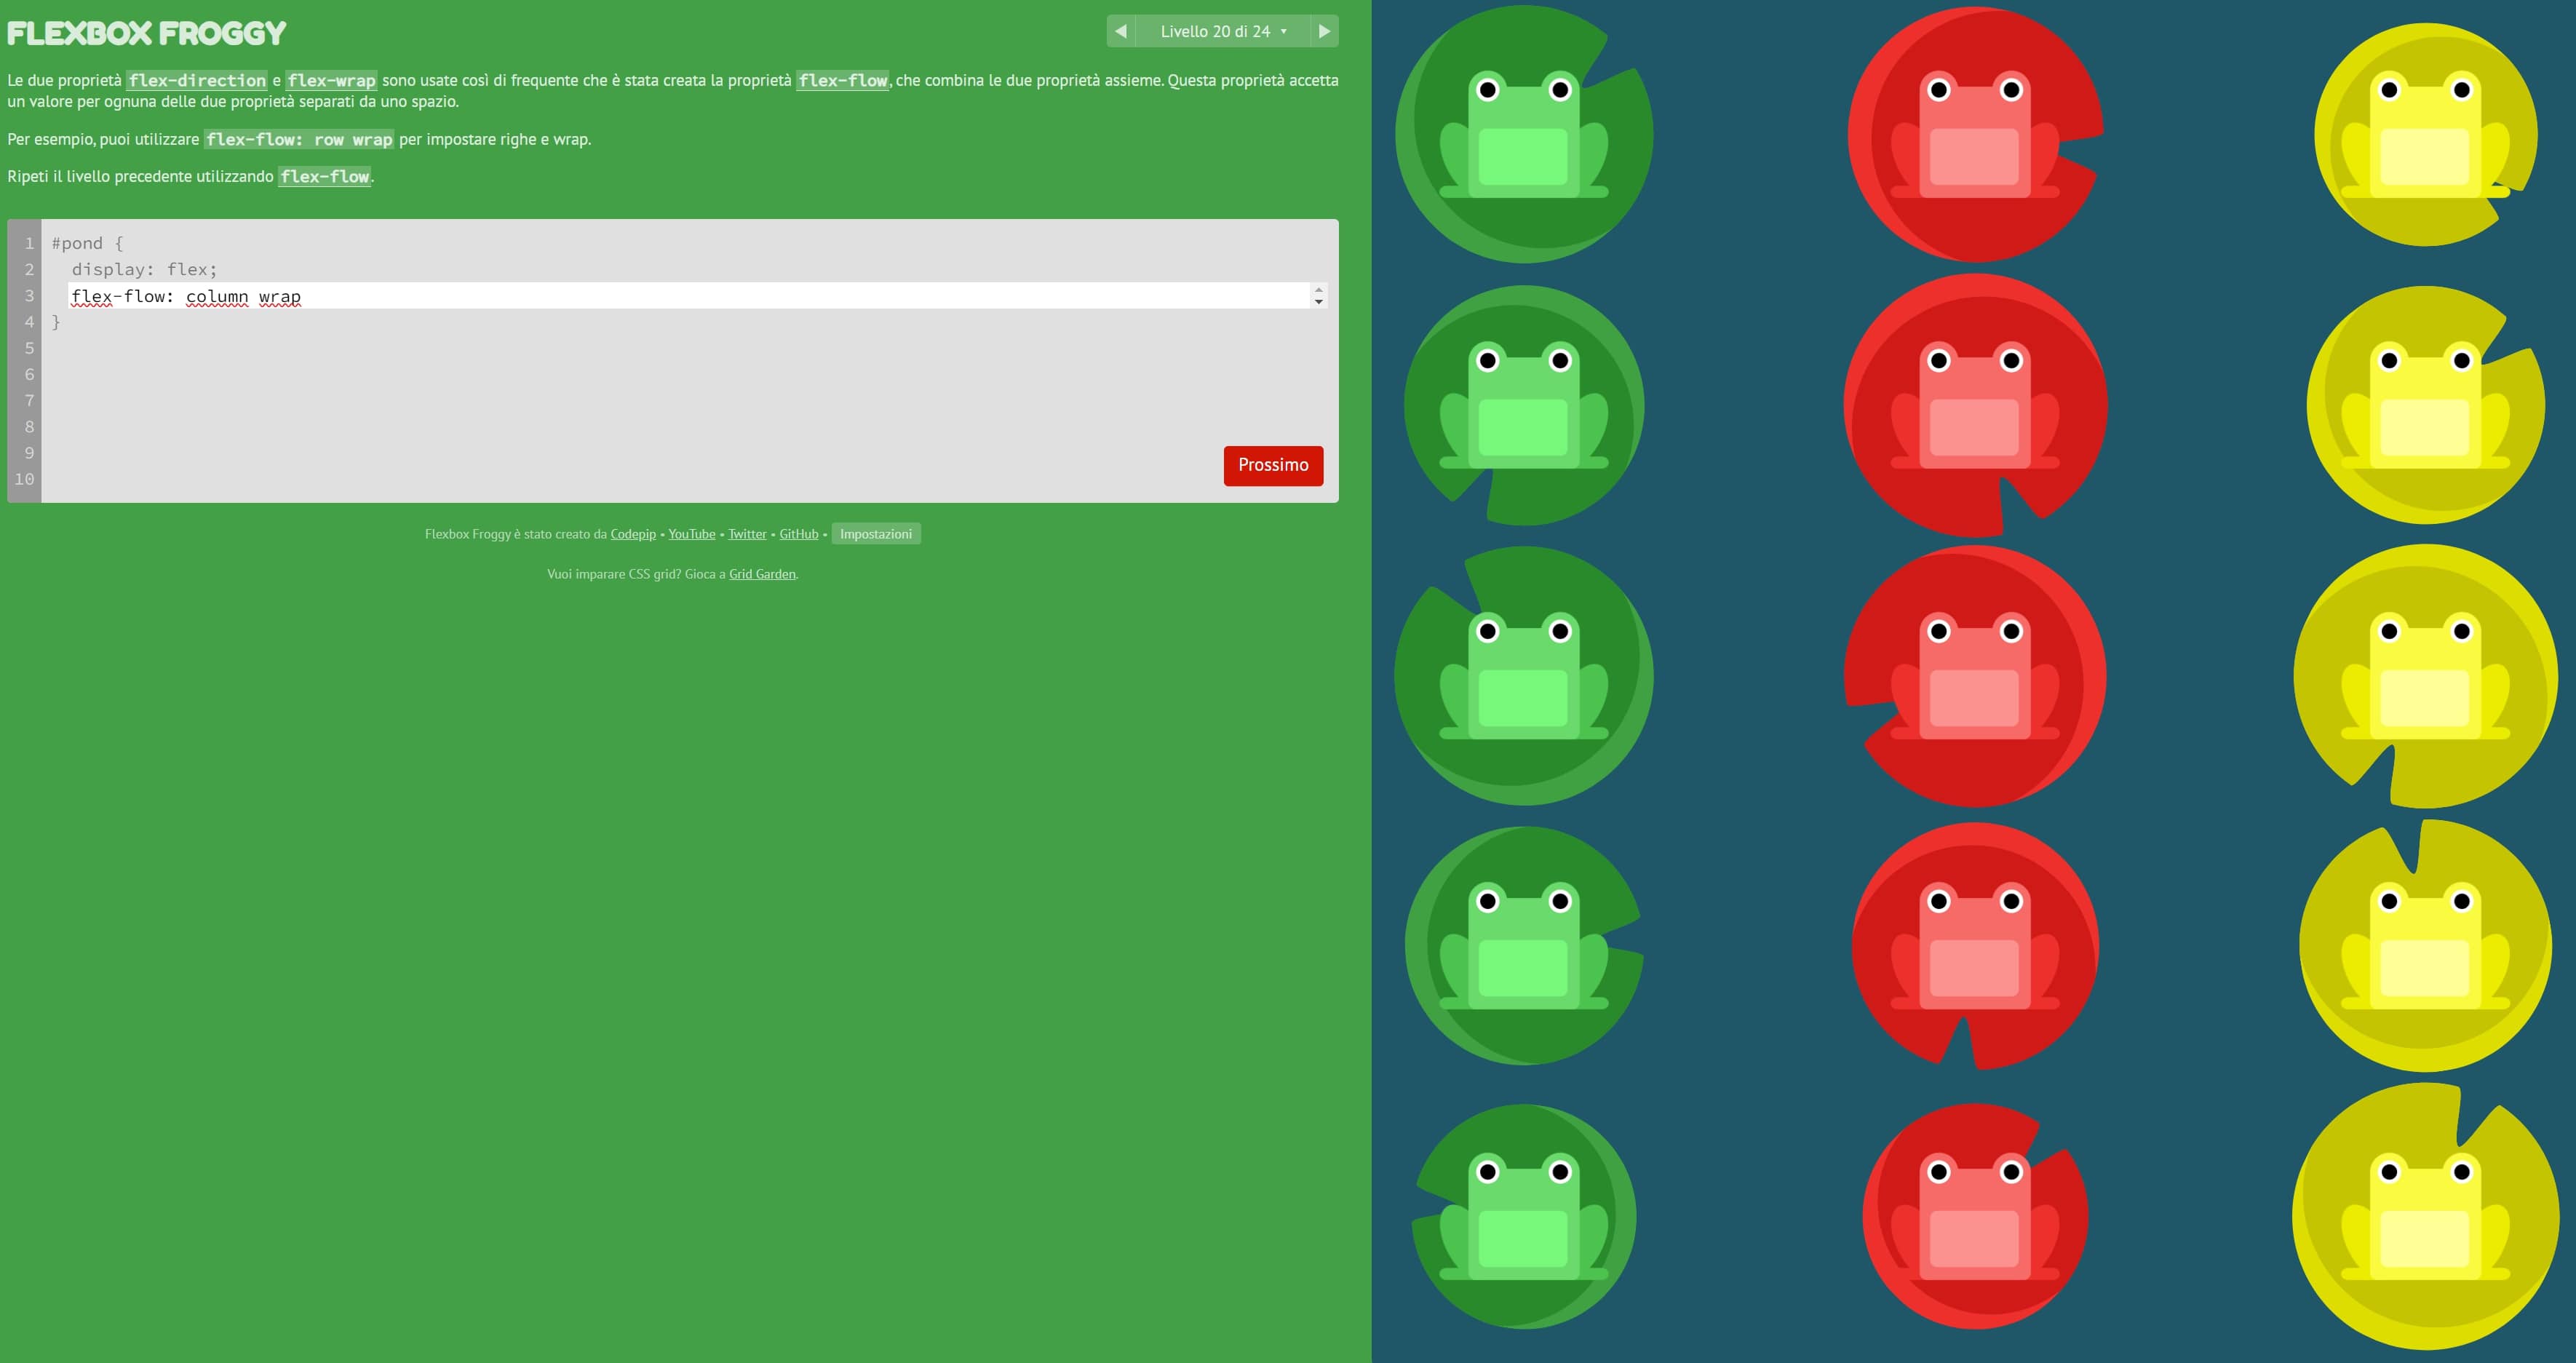 FLEXBOX FROGGY
Livello 20 di 24
Le due proprietà flex-direction e flex-wrap sono usate così di frequente che è stata creata la proprietà flex-flow, che combina le due proprietà assieme. Questa proprietà accetta
un valore per ognuna delle due proprietà separati da uno spazio.
Per esempio, puoi utilizzare flex-flow: row wrap per impostare righe e wrap.
Ripeti il livello precedente utilizzando flex-flow.
1 #pond {
2 display: flex;
3 flex-flow: column wrap
4 }
5
6
7
8
9
10
Prossimo
Flexbox Froggy è stato creato da Codepip • YouTube • Twitter • GitHub • Impostazioni
Vuoi imparare CSS grid? Gioca a Grid Garden.